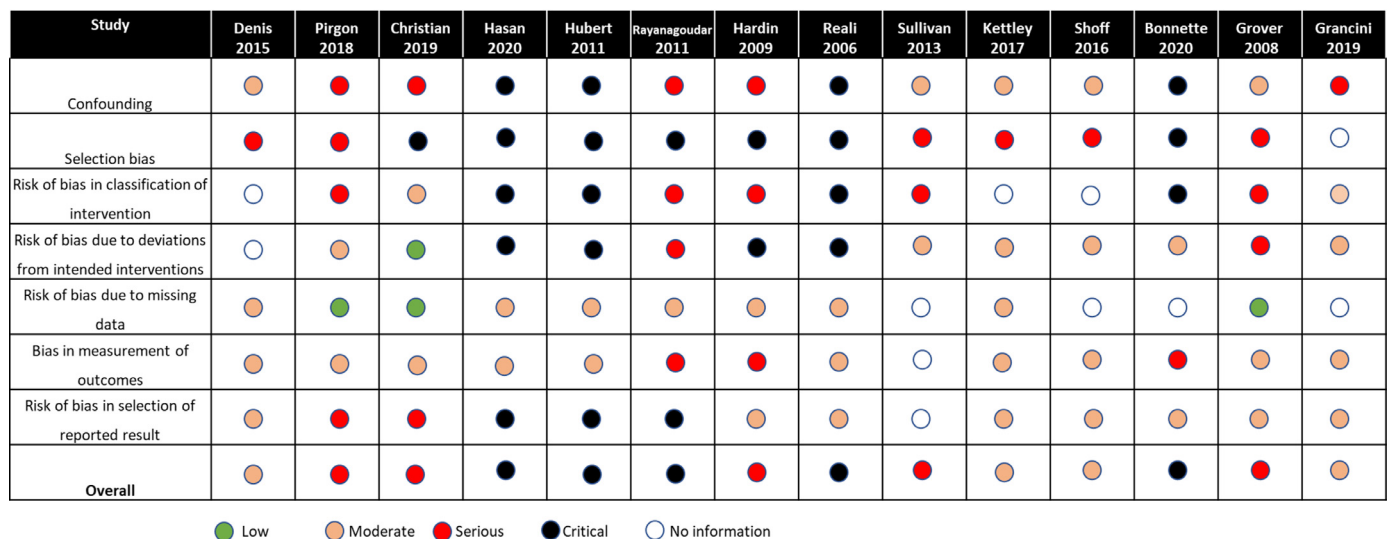 Study Denis Pirgon Christian Hasan Hubert Rayanagoudar Hardin Reali Sullivan Kettley Shoff Bonnette Grover Grancini
2015 2018 2019 2020 2011 2011 2009 2006 2013 2017 2016 2020 2008 2019
Confounding
Selection bias
Risk of bias in classification of
intervention
Risk of bias due to deviations
from intended interventions
Risk of bias due to missing
data
Bias in measurement of
outcomes
Risk of bias in selection of
reported result
Overall
Low Moderate Serious Critical No information